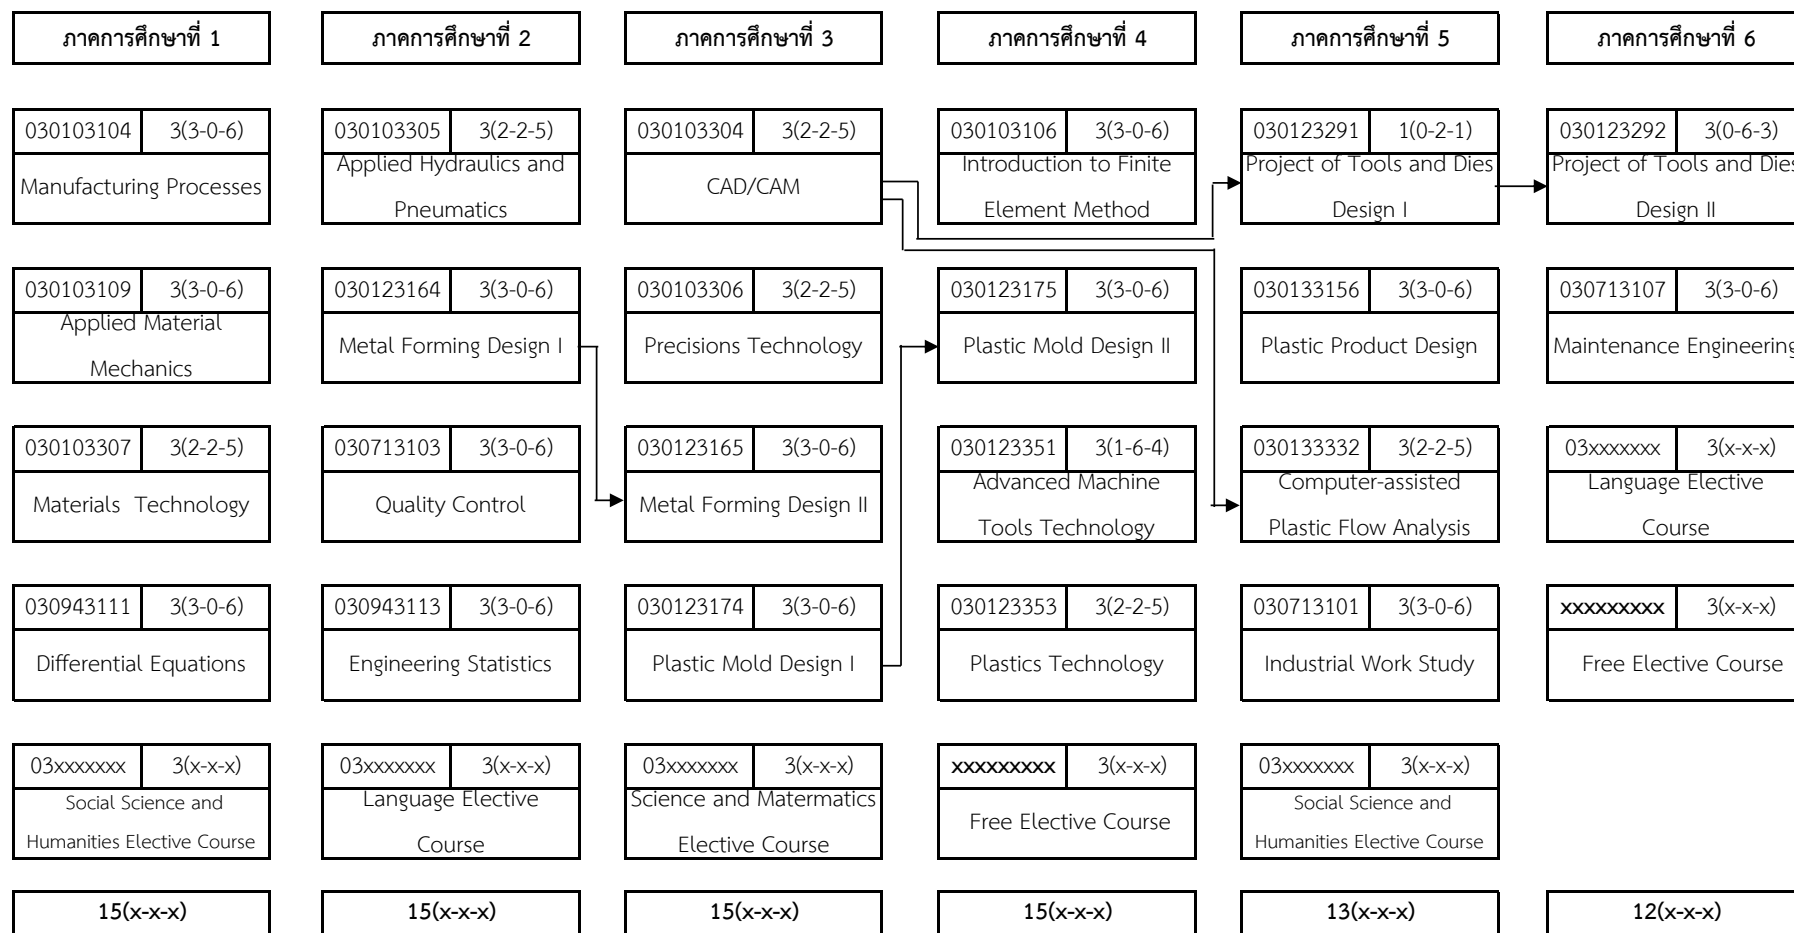 ภาคการศึกษาที่ 1 ภาคการศึกษาที่ 2 ภาคการศึกษาที่ 3 ภาคการศึกษาที่ 4 ภาคการศึกษาที่ 5 ภาคการศึกษาที่ 6
030103104 3(3-0-6) 030103305 3(2-2-5) 030103304 3(2-2-5) 030103106 3(3-0-6) 030123291 1(0-2-1) 030123292 3(0-6-3)
Manufacturing Processes
Applied Hydraulics and
Pneumatics
CAD/CAM
Introduction to Finite
Element Method
Project of Tools and Dies
Design I
Project of Tools and Dies
Design II
030103109 3(3-0-6) 030123164 3(3-0-6) 030103306 3(2-2-5) 030123175 3(3-0-6) 030133156 3(3-0-6) 030713107 3(3-0-6)
Applied Material
Mechanics
Metal Forming Design I
Precisions Technology
Plastic Mold Design II
Plastic Product Design
Maintenance Engineering
030103307 3(2-2-5) 030713103 3(3-0-6) 030123165 3(3-0-6) 030123351 3(1-6-4) 030133332 3(2-2-5) 03xxxxxxx 3(x-x-x)
Materials Technology
Quality Control
Metal Forming Design II
Advanced Machine
Tools Technology
Computer-assisted
Plastic Flow Analysis
Language Elective
Course
030943111 3(3-0-6) 030943113 3(3-0-6) 030123174 3(3-0-6) 030123353 3(2-2-5) 030713101 3(3-0-6) xxxxxxxxx 3(x-x-x)
Differential Equations
Engineering Statistics
Plastic Mold Design I
Plastics Technology
Industrial Work Study
Free Elective Course
03xxxxxxx 3(x-x-x) 03xxxxxxx 3(x-x-x) 03xxxxxxx 3(x-x-x) xxxxxxxxx 3(x-x-x) 03xxxxxxx 3(x-x-x)
Social Science and
Humanities Elective Course
Language Elective
Course
Science and Matermatics
Elective Course
Free Elective Course
Social Science and
Humanities Elective Course
15(x-x-x) 15(x-x-x) 15(x-x-x) 15(x-x-x) 13(x-x-x) 12(x-x-x)